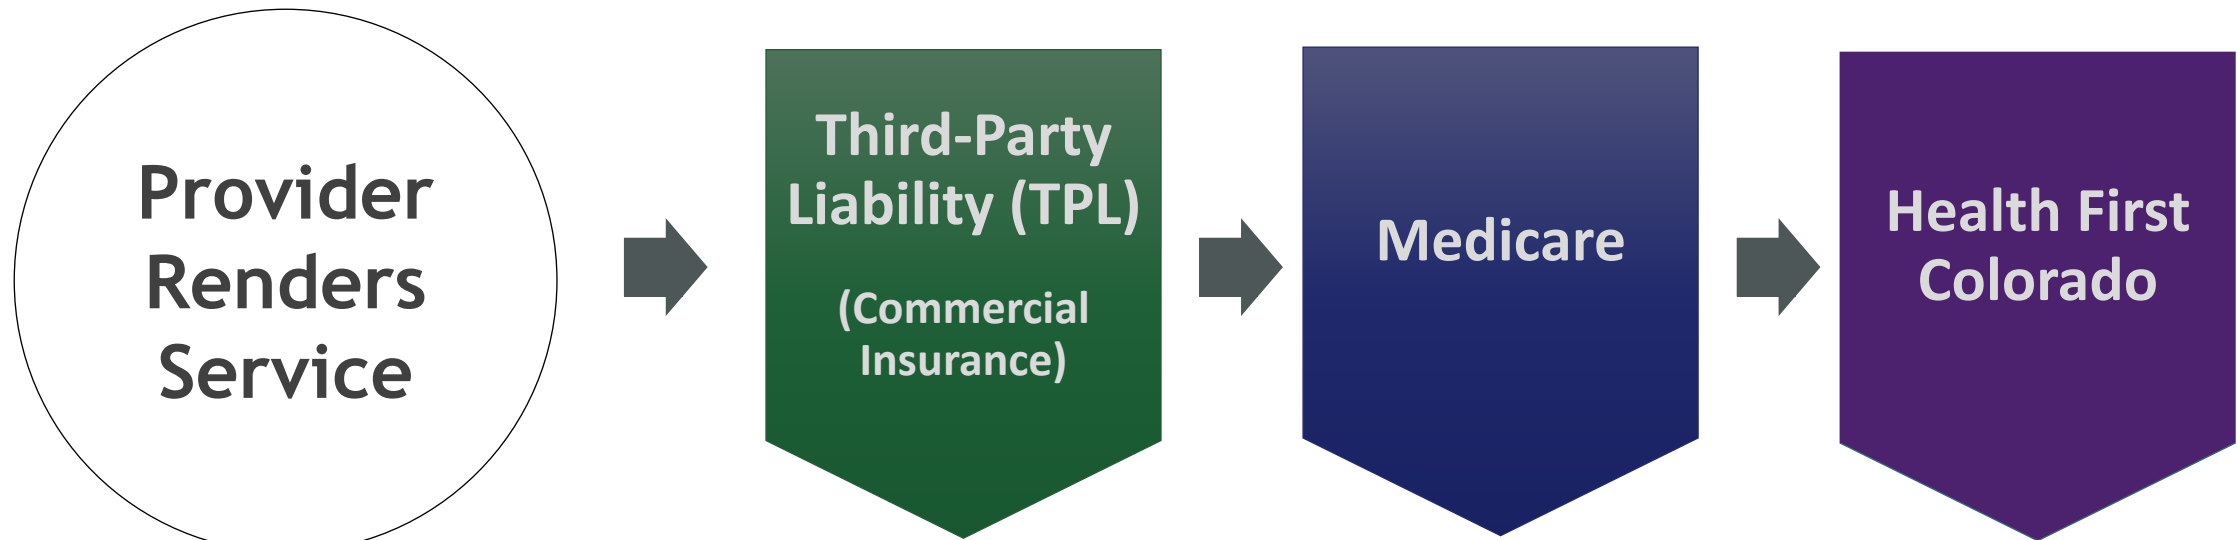 Provider
Renders
Service
Third-Party
Liability (TPL)
(Commercial
Insurance)
Medicare
Health First
Colorado